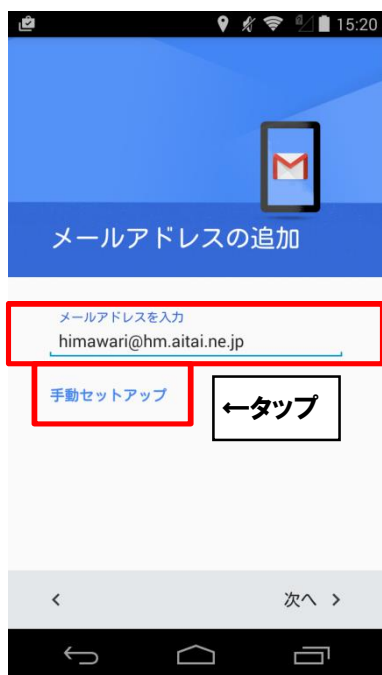 15:20
メールアドレスの追加
メールアドレスを入力
himawari@hm.aitai.ne.jp
手動セットアップ
←タップ
次へ